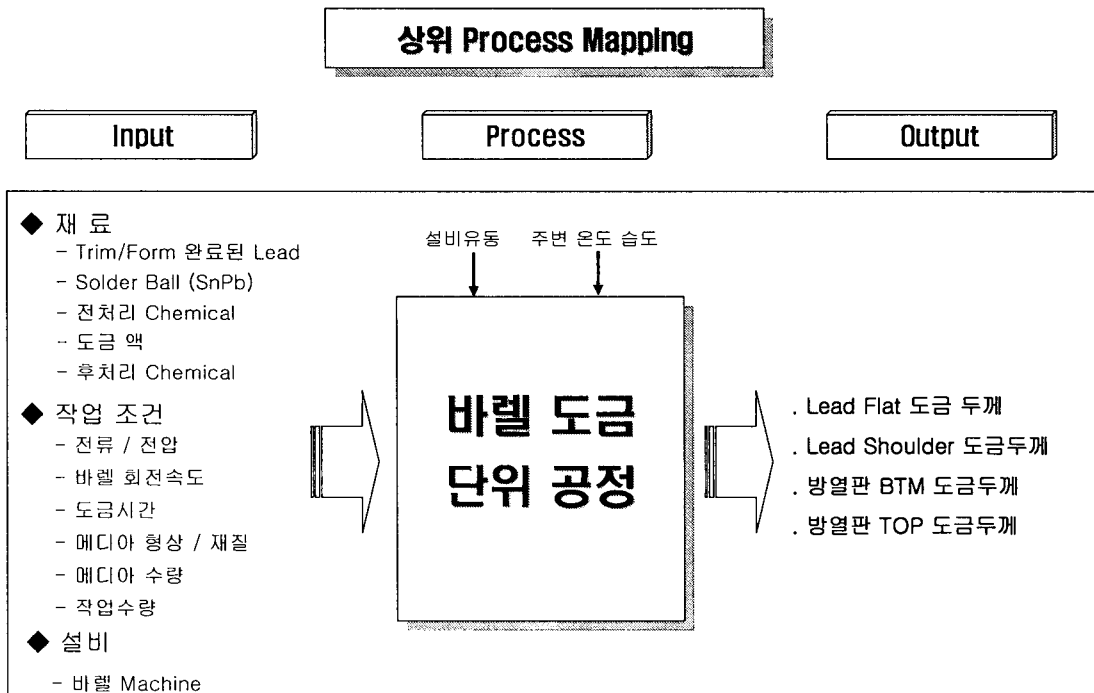 상위 Process Mapping
Input
Process
Output
◆ 재 료
- Trim/Form 완료된 Lead
- Solder Ball (SnPb)
- 전처리 Chemical
- 도금 액
- 후처리 Chemical
◆ 작업 조건
- 전류 / 전압
- 바렐 회전속도
- 도금시간
- 메디아 형상 / 재질
- 메디아 수량
- 작업수량
◆ 설비
- 바렐 Machine
설비유동 주변 온도 습도
바렐 도금
단위 공정
. Lead Flat 도금 두께
. Lead Shoulder 도금두께
. 방열판 BTM 도금두께
. 방열판 TOP 도금두께